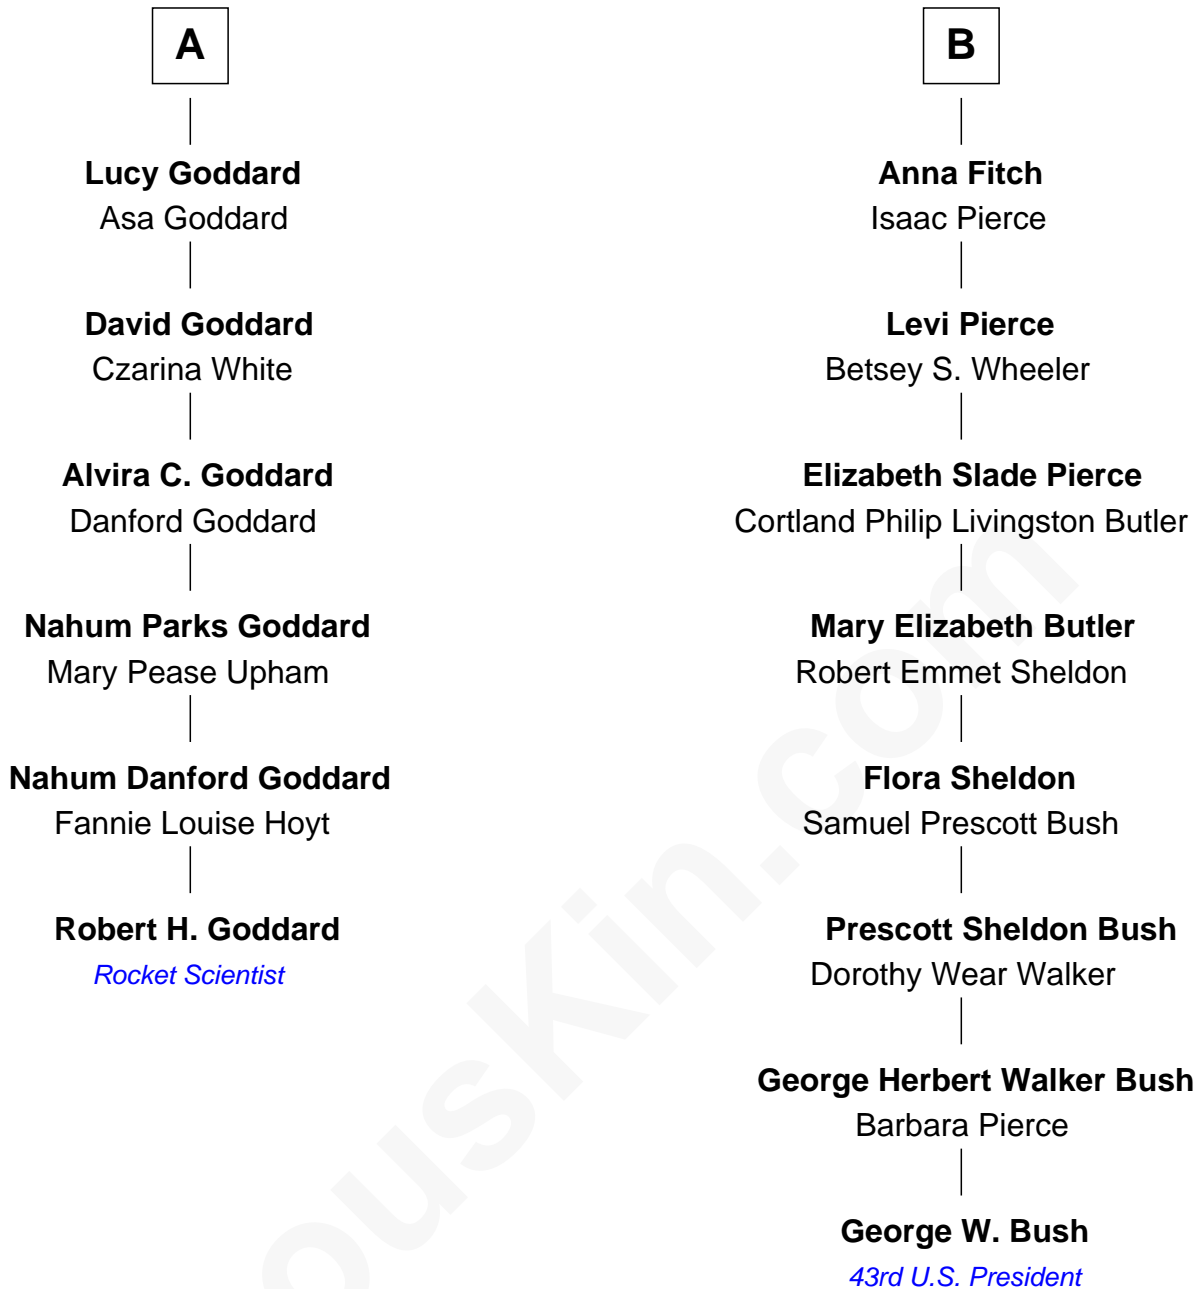 A
Lucy Goddard
Asa Goddard
David Goddard
Czarina White
Alvira C. Goddard
Danford Goddard
Nahum Parks Goddard
Mary Pease Upham
Nahum Danford Goddard
Fannie Louise Hoyt
Robert H. Goddard
Rocket Scientist
B
Anna Fitch
Isaac Pierce
Levi Pierce
Betsey S. Wheeler
Elizabeth Slade Pierce
Cortland Philip Livingston Butler
Mary Elizabeth Butler
Robert Emmet Sheldon
Flora Sheldon
Samuel Prescott Bush
Prescott Sheldon Bush
Dorothy Wear Walker
George Herbert Walker Bush
Barbara Pierce
George W. Bush
43rd U.S. President
ousKin.com